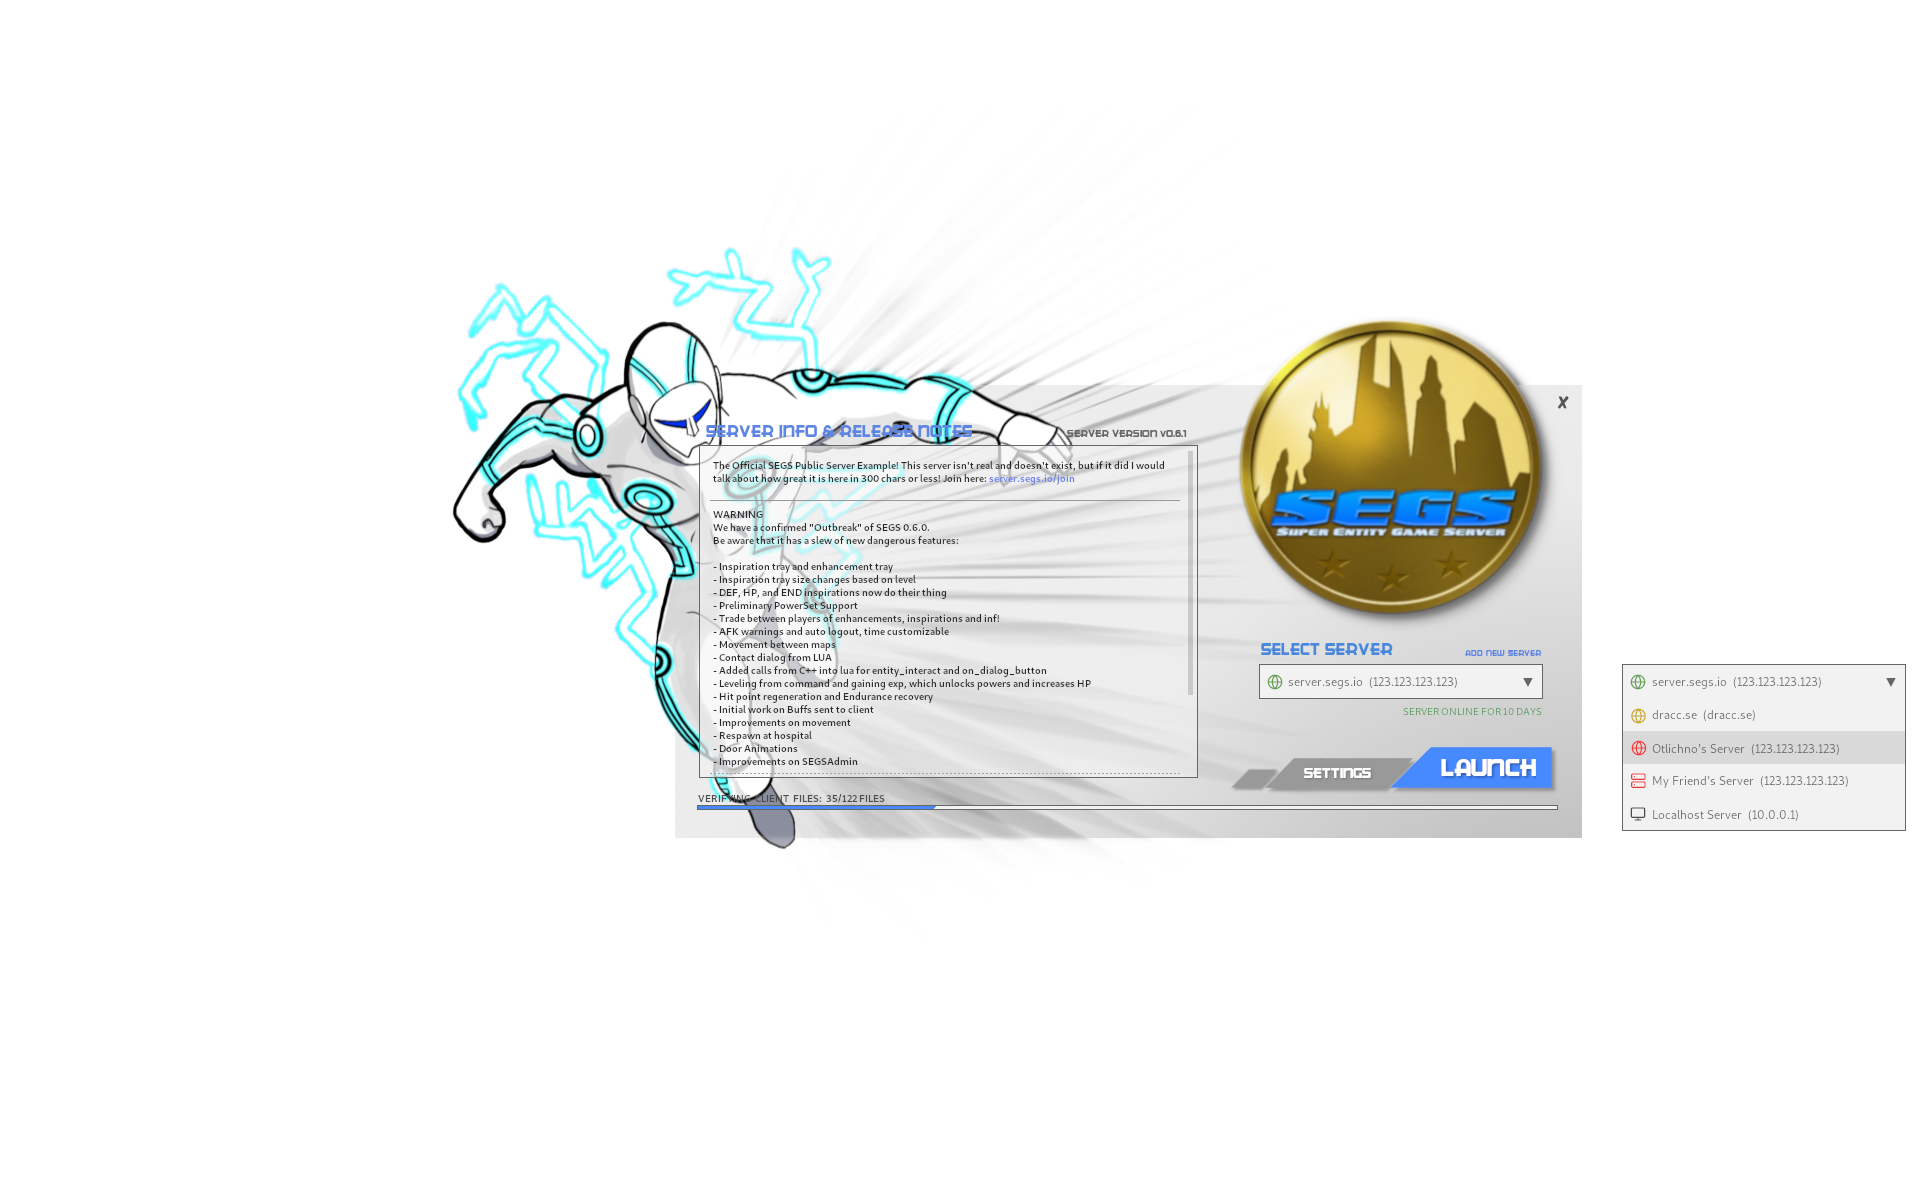 SERVER INFO & RELEASE NOTES
SERVER VERSION V0.6.1
X
The Official SEGS Public Server Example! This server isn't real and doesn't exist, but if it did I would
talk about how great it is here in 300 chars or less! Join here: server.segs.io/join
WARNING
We have a confirmed "Outbreak" of SEGS 0.6.0.
Be aware that it has a slew of new dangerous features:
- Inspiration tray and enhancement tray
- Inspiration tray size changes based on level
- DEF, HP, and END inspirations now do their thing
- Preliminary PowerSet Support
- Trade between players of enhancements, inspirations and inf!
- AFK warnings and auto logout, time customizable
- Movement between maps
- Contact dialog from LUA
- Added calls from C++ into lua for entity_interact and on_dialog_button
- Leveling from command and gaining exp, which unlocks powers and increases HP
- Hit point regeneration and Endurance recovery
- Initial work on Buffs sent to client
- Improvements on movement
- Respawn at hospital
- Door Animations
- Improvements on SEGSAdmin
VERIFYING CLIENT FILES: 35/122 FILES
SEGS
SUPER ENTITY GAME SERVER
SELECT SERVER
ADD NEW SERVER
server.segs.io (123.123.123.123) ▼
SERVER ONLINE FOR 10 DAYS
SETTINGS
LAUNCH
server.segs.io (123.123.123.123) ▼
dracc.se (dracc.se)
Otlichno's Server (123.123.123.123)
My Friend's Server (123.123.123.123)
Localhost Server (10.0.0.1)